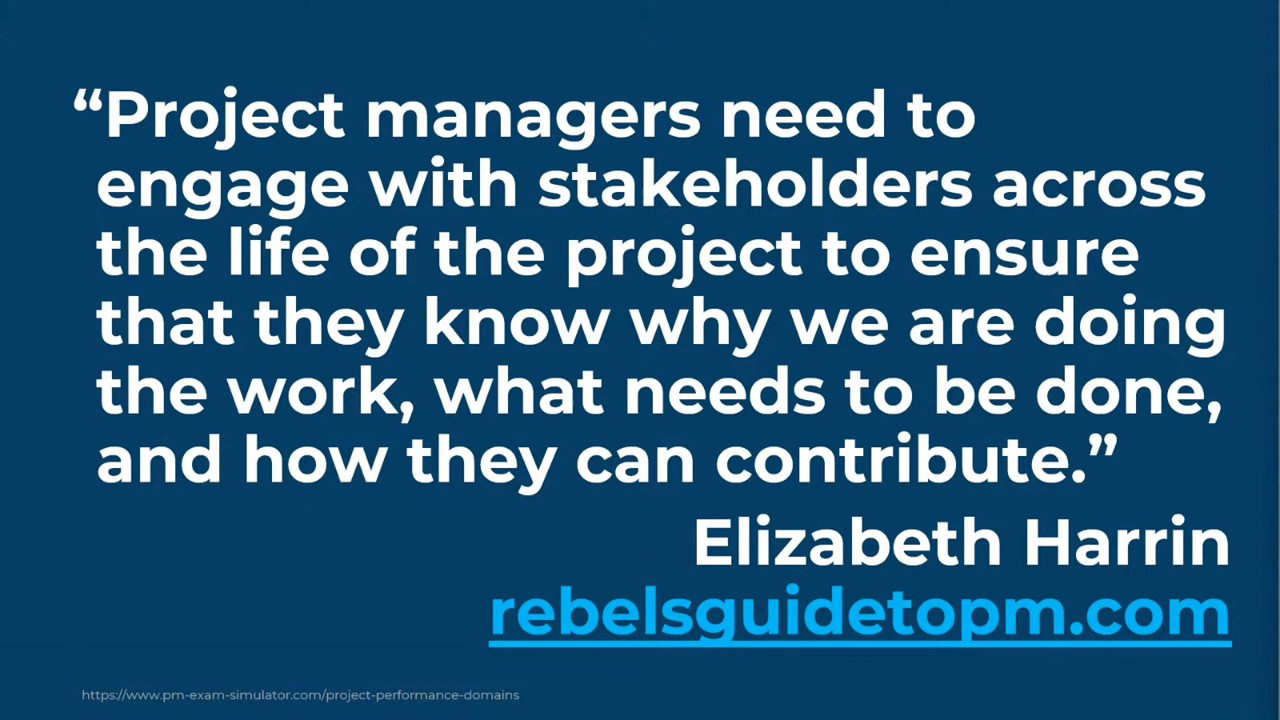 “Project managers need to
engage with stakeholders across
the life of the project to ensure
that they know why we are doing
the work, what needs to be done,
and how they can contribute.”
Elizabeth Harrin
rebelsguidetopm.com
https://www.pm-exam-simulator.com/project-performance-domains